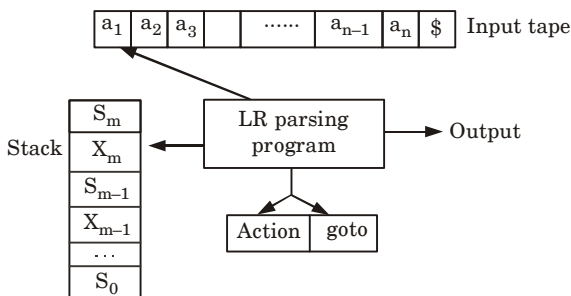 a₁ a₂ a₃ ...... aₙ₋₁ aₙ $ Input tape
LR parsing
program
Output
Stack
Sₘ
Xₘ
Sₘ₋₁
Xₘ₋₁
...
S₀
Action goto